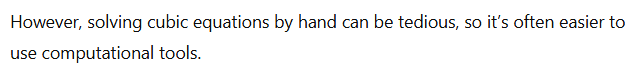 However, solving cubic equations by hand can be tedious, so it’s often easier to
use computational tools.